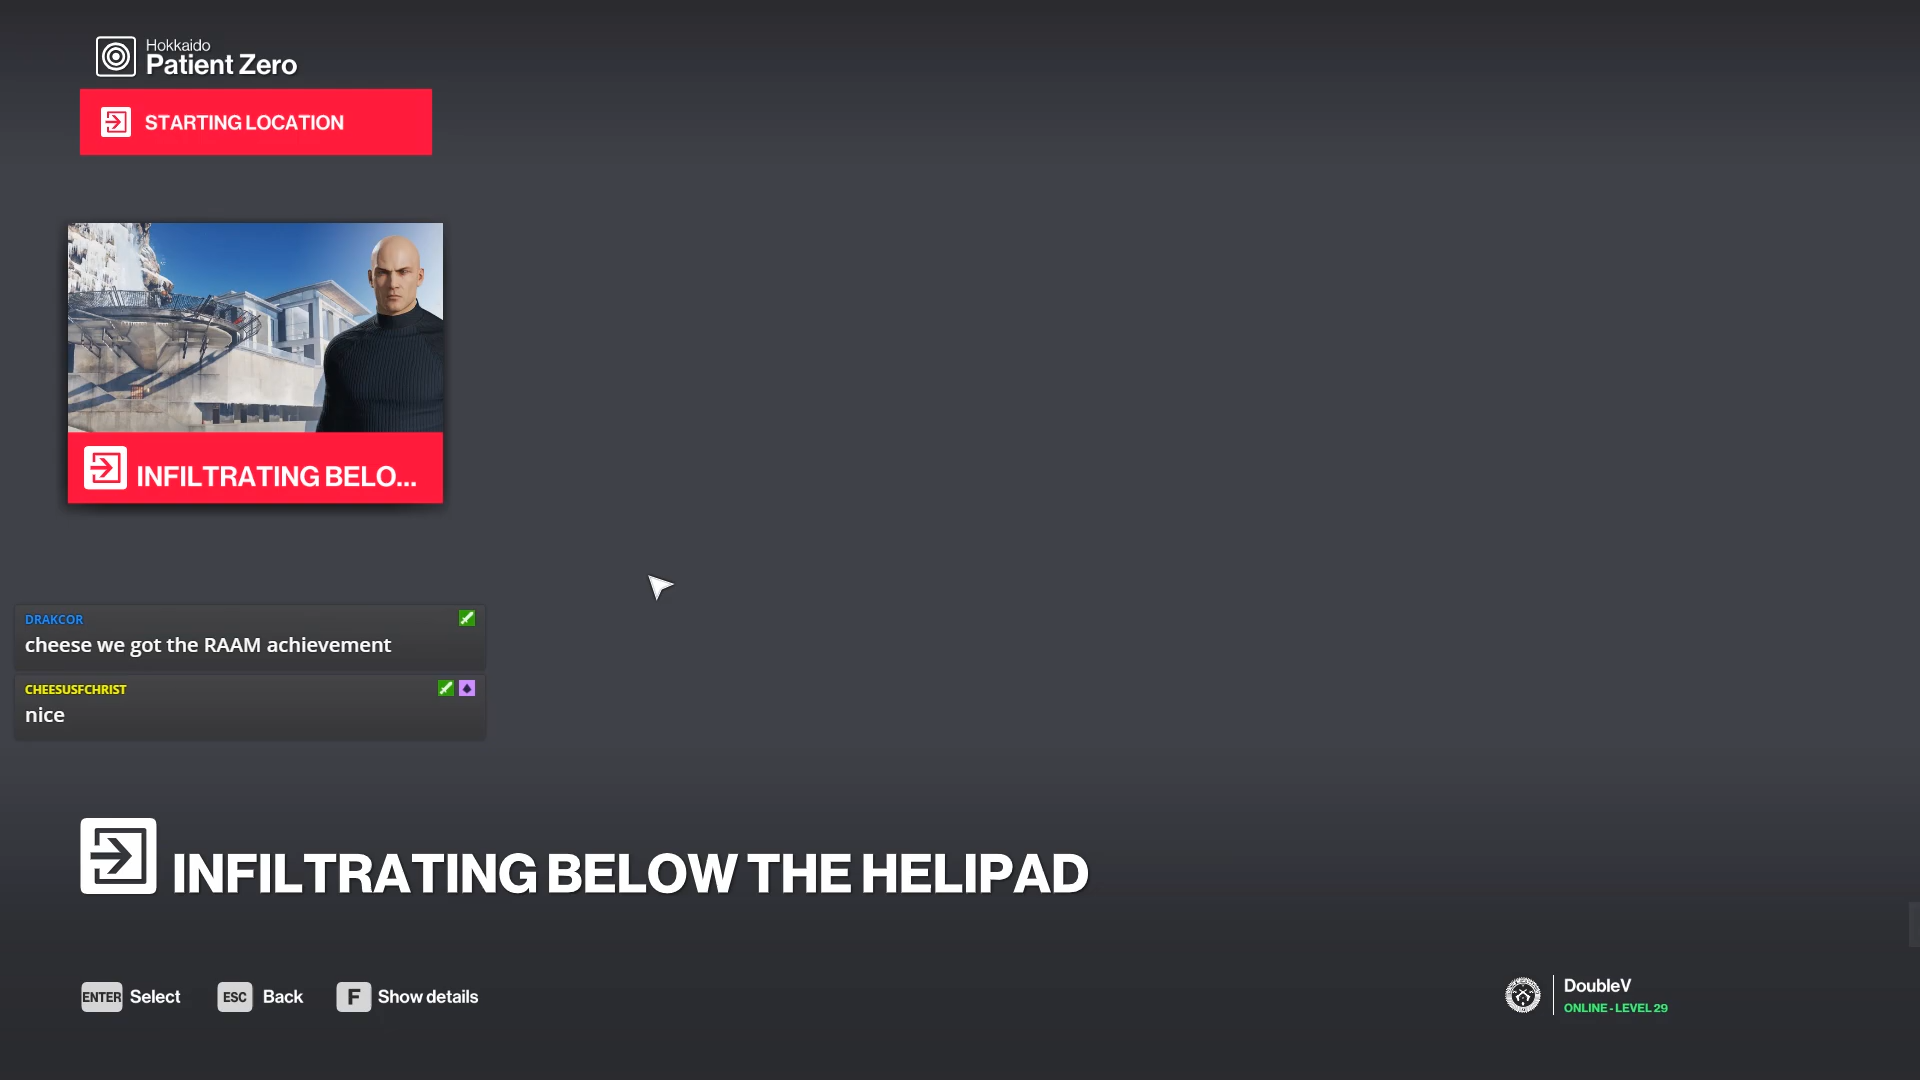 Hokkaido
Patient Zero
STARTING LOCATION
INFILTRATING BELO...
DRAKCOR
cheese we got the RAAM achievement
CHEESUSFCHRIST
nice
INFILTRATING BELOW THE HELIPAD
ENTER Select ESC Back F Show details
DoubleV
ONLINE - LEVEL 29